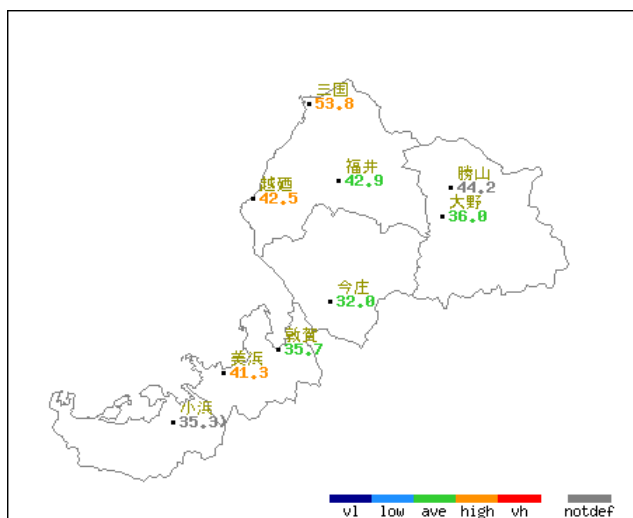 三国
53.8
福井
42.9
勝山
44.2
越廼
42.5
大野
36.0
今庄
32.0
敦賀
35.7
美浜
41.3
小浜
35.3)
vl low ave high vh notdef